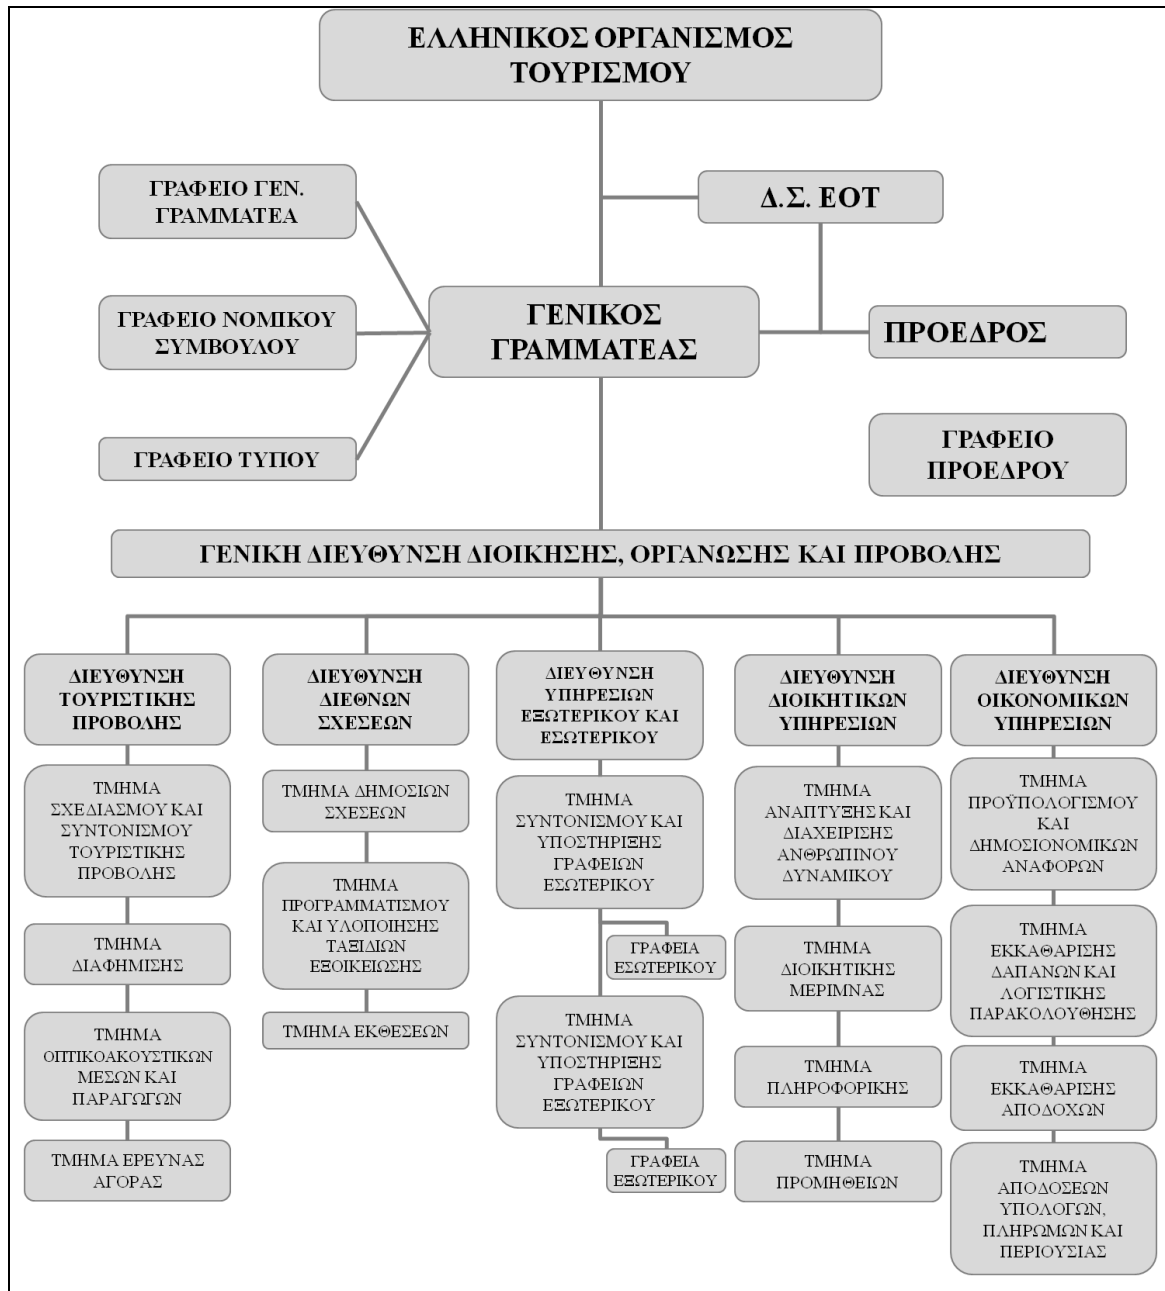 ΕΛΛΗΝΙΚΟΣ ΟΡΓΑΝΙΣΜΟΣ
ΤΟΥΡΙΣΜΟΥ
ΓΡΑΦΕΙΟ ΓΕΝ.
ΓΡΑΜΜΑΤΕΑ
Δ.Σ. ΕΟΤ
ΓΡΑΦΕΙΟ ΝΟΜΙΚΟΥ
ΣΥΜΒΟΥΛΟΥ
ΓΕΝΙΚΟΣ
ΓΡΑΜΜΑΤΕΑΣ
ΠΡΟΕΔΡΟΣ
ΓΡΑΦΕΙΟ ΤΥΠΟΥ
ΓΡΑΦΕΙΟ
ΠΡΟΕΔΡΟΥ
ΓΕΝΙΚΗ ΔΙΕΥΘΥΝΣΗ ΔΙΟΙΚΗΣΗΣ, ΟΡΓΑΝΩΣΗΣ ΚΑΙ ΠΡΟΒΟΛΗΣ
ΔΙΕΥΘΥΝΣΗ
ΤΟΥΡΙΣΤΙΚΗΣ
ΠΡΟΒΟΛΗΣ
ΤΜΗΜΑ
ΣΧΕΔΙΑΣΜΟΥ ΚΑΙ
ΣΥΝΤΟΝΙΣΜΟΥ
ΤΟΥΡΙΣΤΙΚΗΣ
ΠΡΟΒΟΛΗΣ
ΤΜΗΜΑ
ΔΙΑΦΗΜΙΣΗΣ
ΤΜΗΜΑ
ΟΠΤΙΚΟΑΚΟΥΣΤΙΚΩΝ
ΜΕΣΩΝ ΚΑΙ
ΠΑΡΑΓΩΓΩΝ
ΤΜΗΜΑ ΕΡΕΥΝΑΣ
ΑΓΟΡΑΣ
ΔΙΕΥΘΥΝΣΗ
ΔΙΕΘΝΩΝ
ΣΧΕΣΕΩΝ
ΤΜΗΜΑ ΔΗΜΟΣΙΩΝ
ΣΧΕΣΕΩΝ
ΤΜΗΜΑ
ΠΡΟΓΡΑΜΜΑΤΙΣΜΟΥ
ΚΑΙ ΥΛΟΠΟΙΗΣΗΣ
ΤΑΞΙΔΙΩΝ
ΕΞΟΙΚΕΙΩΣΗΣ
ΤΜΗΜΑ ΕΚΘΕΣΕΩΝ
ΔΙΕΥΘΥΝΣΗ
ΥΠΗΡΕΣΙΩΝ
ΕΞΩΤΕΡΙΚΟΥ ΚΑΙ
ΕΣΩΤΕΡΙΚΟΥ
ΤΜΗΜΑ
ΣΥΝΤΟΝΙΣΜΟΥ ΚΑΙ
ΥΠΟΣΤΗΡΙΞΗΣ
ΓΡΑΦΕΙΩΝ
ΕΣΩΤΕΡΙΚΟΥ
ΓΡΑΦΕΙΑ
ΕΣΩΤΕΡΙΚΟΥ
ΤΜΗΜΑ
ΣΥΝΤΟΝΙΣΜΟΥ ΚΑΙ
ΥΠΟΣΤΗΡΙΞΗΣ
ΓΡΑΦΕΙΩΝ
ΕΞΩΤΕΡΙΚΟΥ
ΓΡΑΦΕΙΑ
ΕΞΩΤΕΡΙΚΟΥ
ΔΙΕΥΘΥΝΣΗ
ΔΙΟΙΚΗΤΙΚΩΝ
ΥΠΗΡΕΣΙΩΝ
ΤΜΗΜΑ
ΑΝΑΠΤΥΞΗΣ ΚΑΙ
ΔΙΑΧΕΙΡΙΣΗΣ
ΑΝΘΡΩΠΙΝΟΥ
ΔΥΝΑΜΙΚΟΥ
ΤΜΗΜΑ
ΔΙΟΙΚΗΤΙΚΗΣ
ΜΕΡΙΜΝΑΣ
ΤΜΗΜΑ
ΠΛΗΡΟΦΟΡΙΚΗΣ
ΤΜΗΜΑ
ΠΡΟΜΗΘΕΙΩΝ
ΔΙΕΥΘΥΝΣΗ
ΟΙΚΟΝΟΜΙΚΩΝ
ΥΠΗΡΕΣΙΩΝ
ΤΜΗΜΑ
ΠΡΟΫΠΟΛΟΓΙΣΜΟΥ
ΚΑΙ
ΔΗΜΟΣΙΟΝΟΜΙΚΩΝ
ΑΝΑΦΟΡΩΝ
ΤΜΗΜΑ
ΕΚΚΑΘΑΡΙΣΗΣ
ΔΑΠΑΝΩΝ ΚΑΙ
ΛΟΓΙΣΤΙΚΗΣ
ΠΑΡΑΚΟΛΟΥΘΗΣΗΣ
ΤΜΗΜΑ
ΕΚΚΑΘΑΡΙΣΗΣ
ΑΠΟΔΟΧΩΝ
ΤΜΗΜΑ
ΑΠΟΔΟΣΕΩΝ
ΥΠΟΛΟΓΩΝ,
ΠΛΗΡΩΜΩΝ ΚΑΙ
ΠΕΡΙΟΥΣΙΑΣ